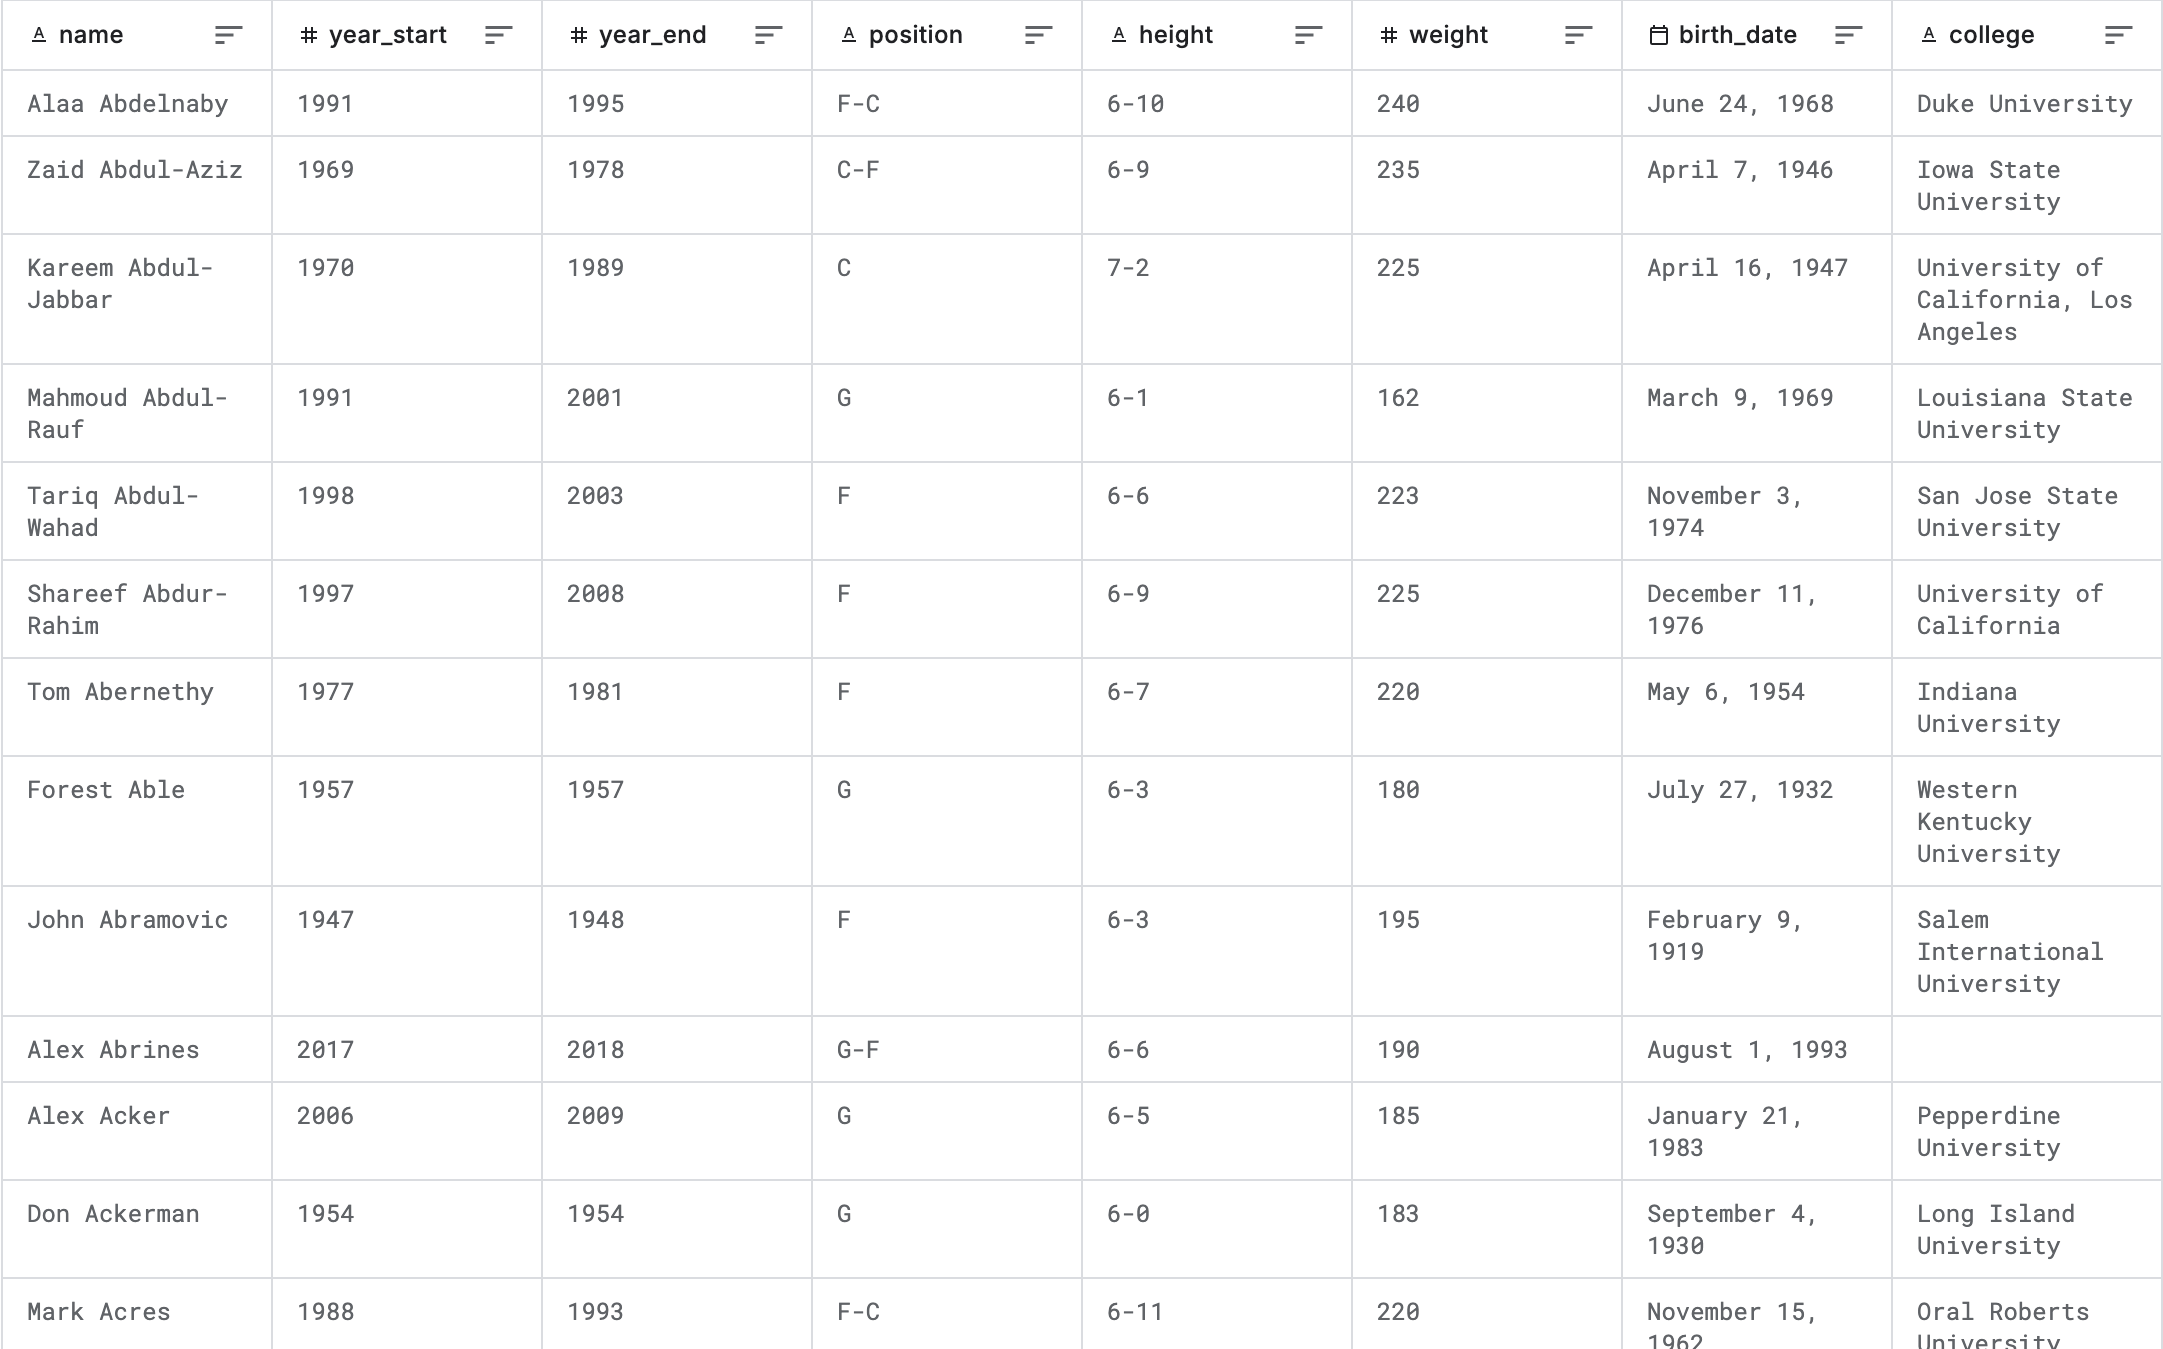 name year_start year_end position height weight birth_date college
Alaa Abdelnaby 1991 1995 F-C 6-10 240 June 24, 1968 Duke University
Zaid Abdul-Aziz 1969 1978 C-F 6-9 235 April 7, 1946 Iowa State
University
Kareem Abdul- 1970 1989 C 7-2 225 April 16, 1947 University of
Jabbar California, Los
Angeles
Mahmoud Abdul- 1991 2001 G 6-1 162 March 9, 1969 Louisiana State
Rauf University
Tariq Abdul- 1998 2003 F 6-6 223 November 3, San Jose State
Wahad 1974 University
Shareef Abdur- 1997 2008 F 6-9 225 December 11, University of
Rahim 1976 California
Tom Abernethy 1977 1981 F 6-7 220 May 6, 1954 Indiana
University
Forest Able 1957 1957 G 6-3 180 July 27, 1932 Western
Kentucky
University
John Abramovic 1947 1948 F 6-3 195 February 9, Salem
1919 International
University
Alex Abrines 2017 2018 G-F 6-6 190 August 1, 1993
Alex Acker 2006 2009 G 6-5 185 January 21, Pepperdine
1983 University
Don Ackerman 1954 1954 G 6-0 183 September 4, Long Island
1930 University
Mark Acres 1988 1993 F-C 6-11 220 November 15, Oral Roberts
1962 University